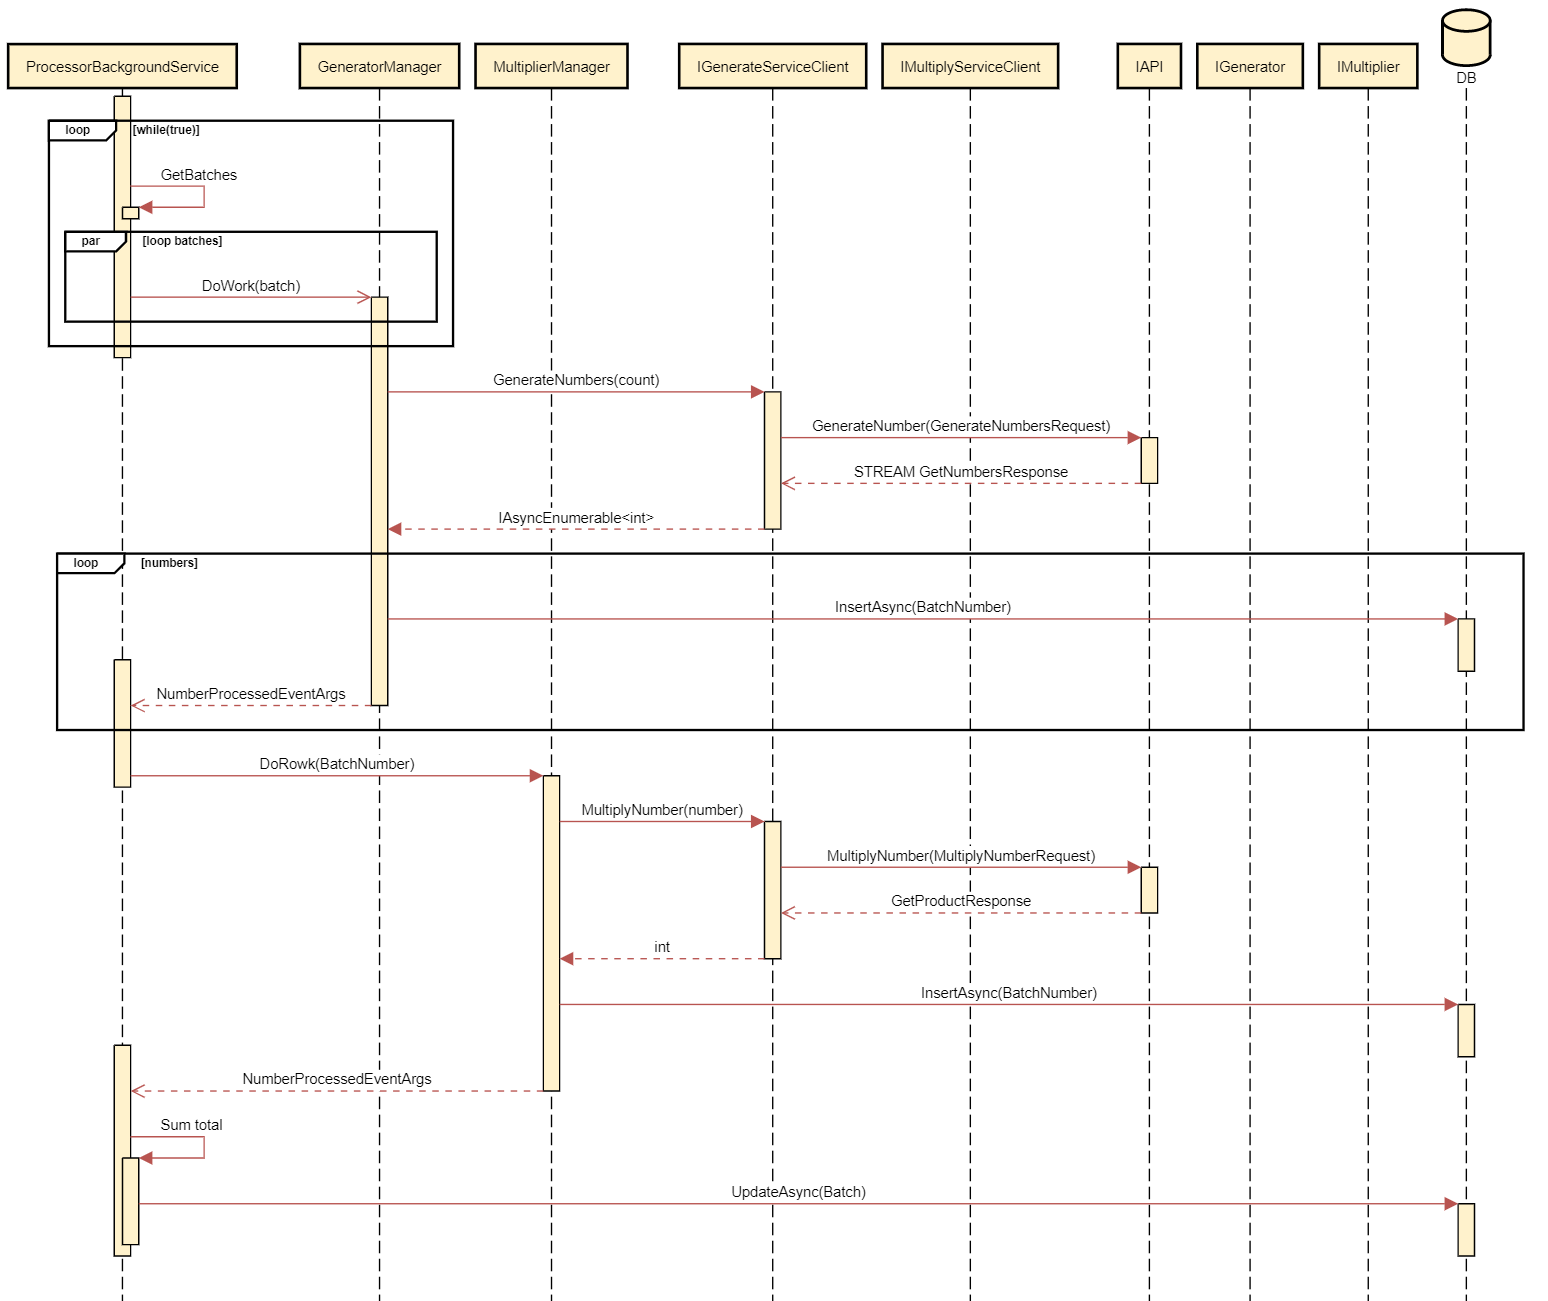 ProcessorBackgroundService
GeneratorManager
MultiplierManager
IGenerateServiceClient
IMultiplyServiceClient
IAPI
IGenerator
IMultiplier
DB
loop
[while(true)]
GetBatches
par
[loop batches]
DoWork(batch)
GenerateNumbers(count)
GenerateNumber(GenerateNumbersRequest)
STREAM GetNumbersResponse
IAsyncEnumerable<int>
loop
[numbers]
InsertAsync(BatchNumber)
NumberProcessedEventArgs
DoRowk(BatchNumber)
MultiplyNumber(number)
MultiplyNumber(MultiplyNumberRequest)
GetProductResponse
int
InsertAsync(BatchNumber)
NumberProcessedEventArgs
Sum total
UpdateAsync(Batch)